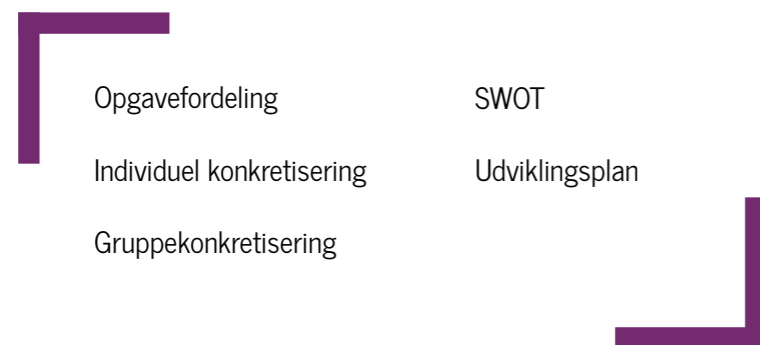 Opgavefordeling
Individuel konkretisering
Gruppekonkretisering
SWOT
Udviklingsplan